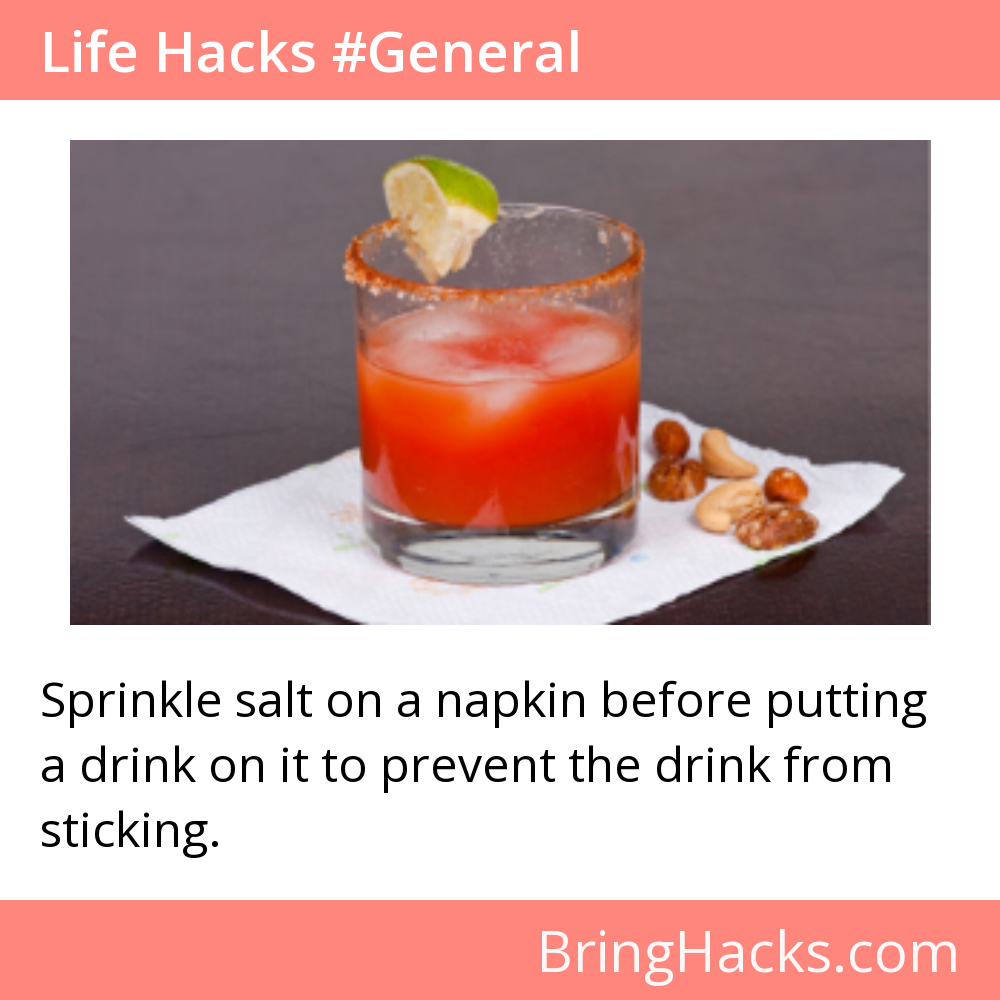 Life Hacks #General
Sprinkle salt on a napkin before putting
a drink on it to prevent the drink from
sticking.
BringHacks.com